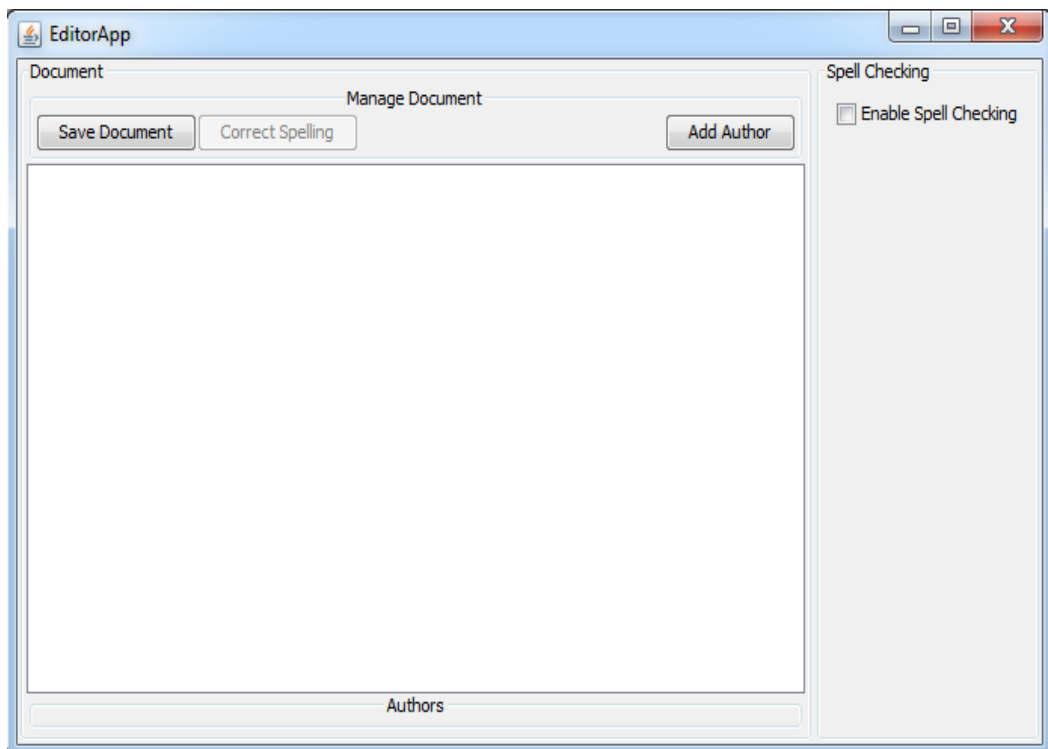 EditorApp
Document
Spell Checking
Manage Document
Save Document
Correct Spelling
Add Author
Enable Spell Checking
Authors